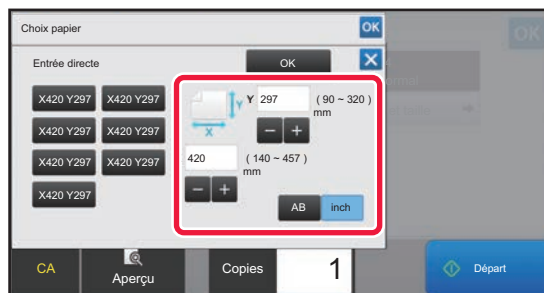 Choix papier
OK
Entrée directe
OK
X420 Y297
X420 Y297
X420 Y297
X420 Y297
X420 Y297
X420 Y297
X420 Y297
Y
X
Y 297 ( 90 ~ 320 )
mm
420 ( 140 ~ 457 )
mm
AB
inch
OK
CA
Aperçu
Copies
1
Départ